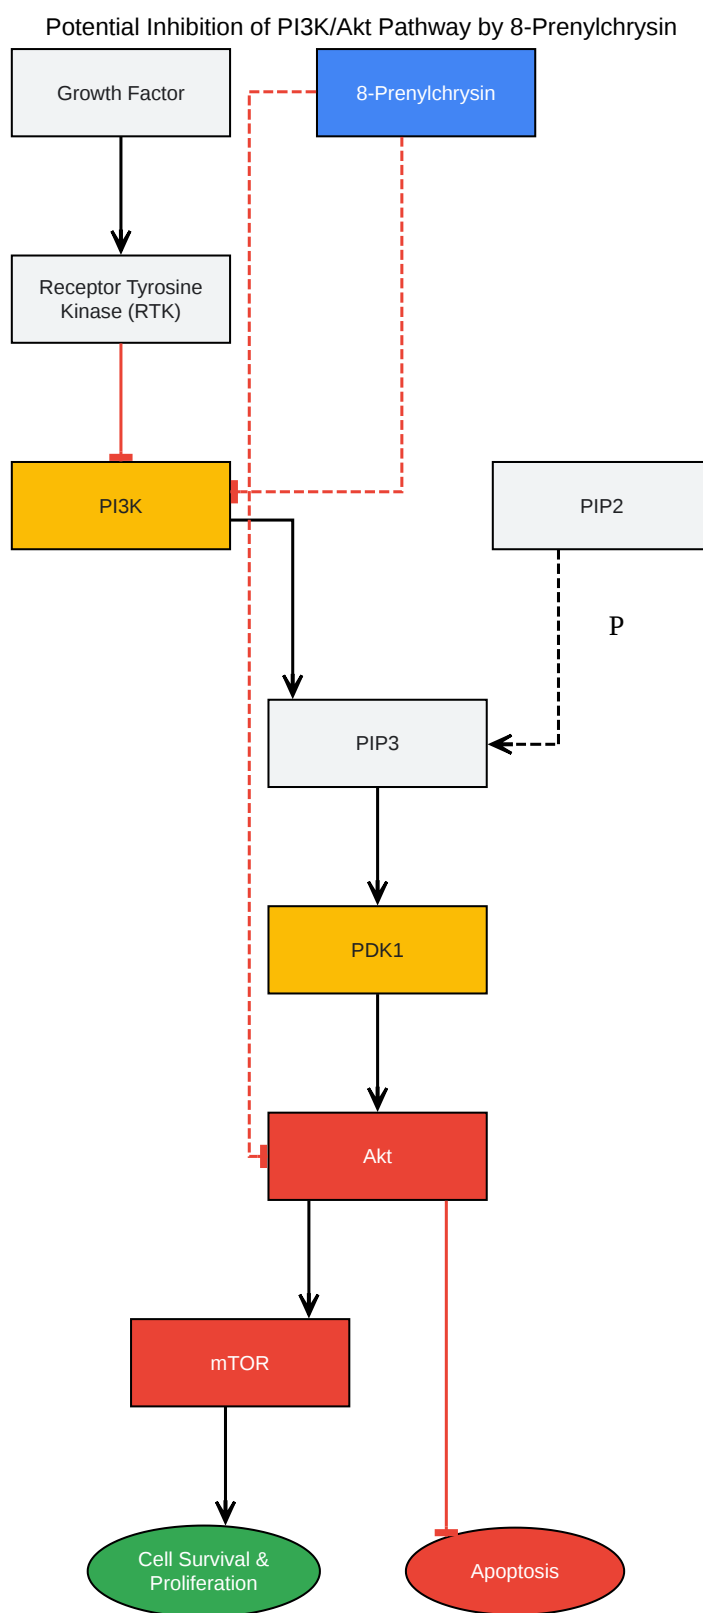 Potential Inhibition of PI3K/Akt Pathway by 8-Prenylchrysin
Growth Factor
8-Prenylchrysin
Receptor Tyrosine
Kinase (RTK)
PI3K
PIP2
P
PIP3
PDK1
Akt
mTOR
Cell Survival &
Proliferation
Apoptosis